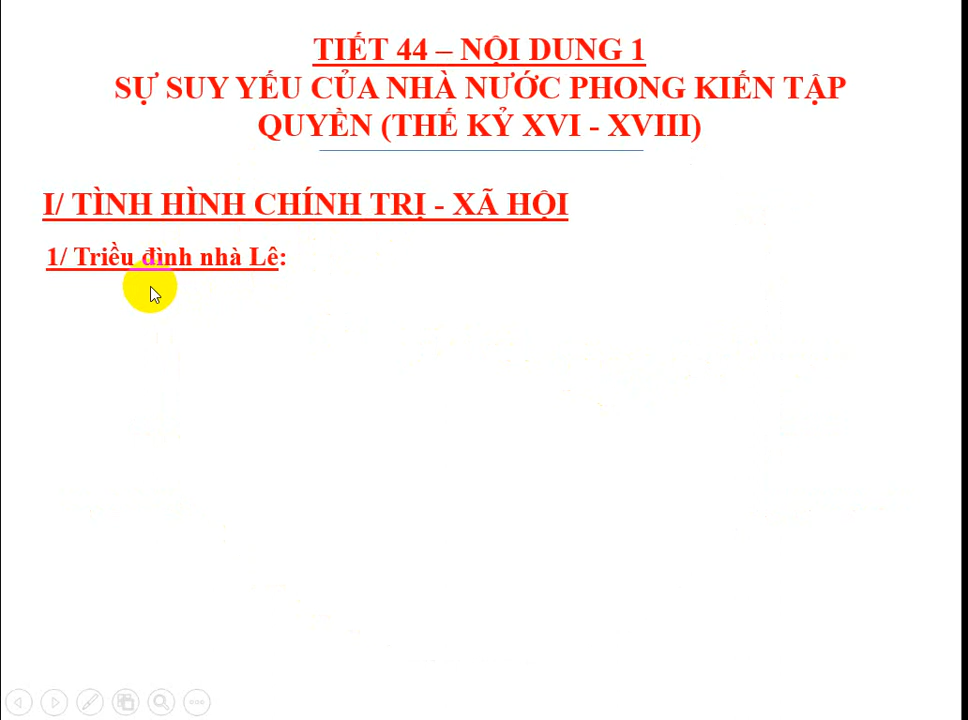 TIẾT 44 – NỘI DUNG 1
SỰ SUY YẾU CỦA NHÀ NƯỚC PHONG KIẾN TẬP
QUYỀN (THẾ KỶ XVI - XVIII)
I/ TÌNH HÌNH CHÍNH TRỊ - XÃ HỘI
1/ Triều đình nhà Lê: